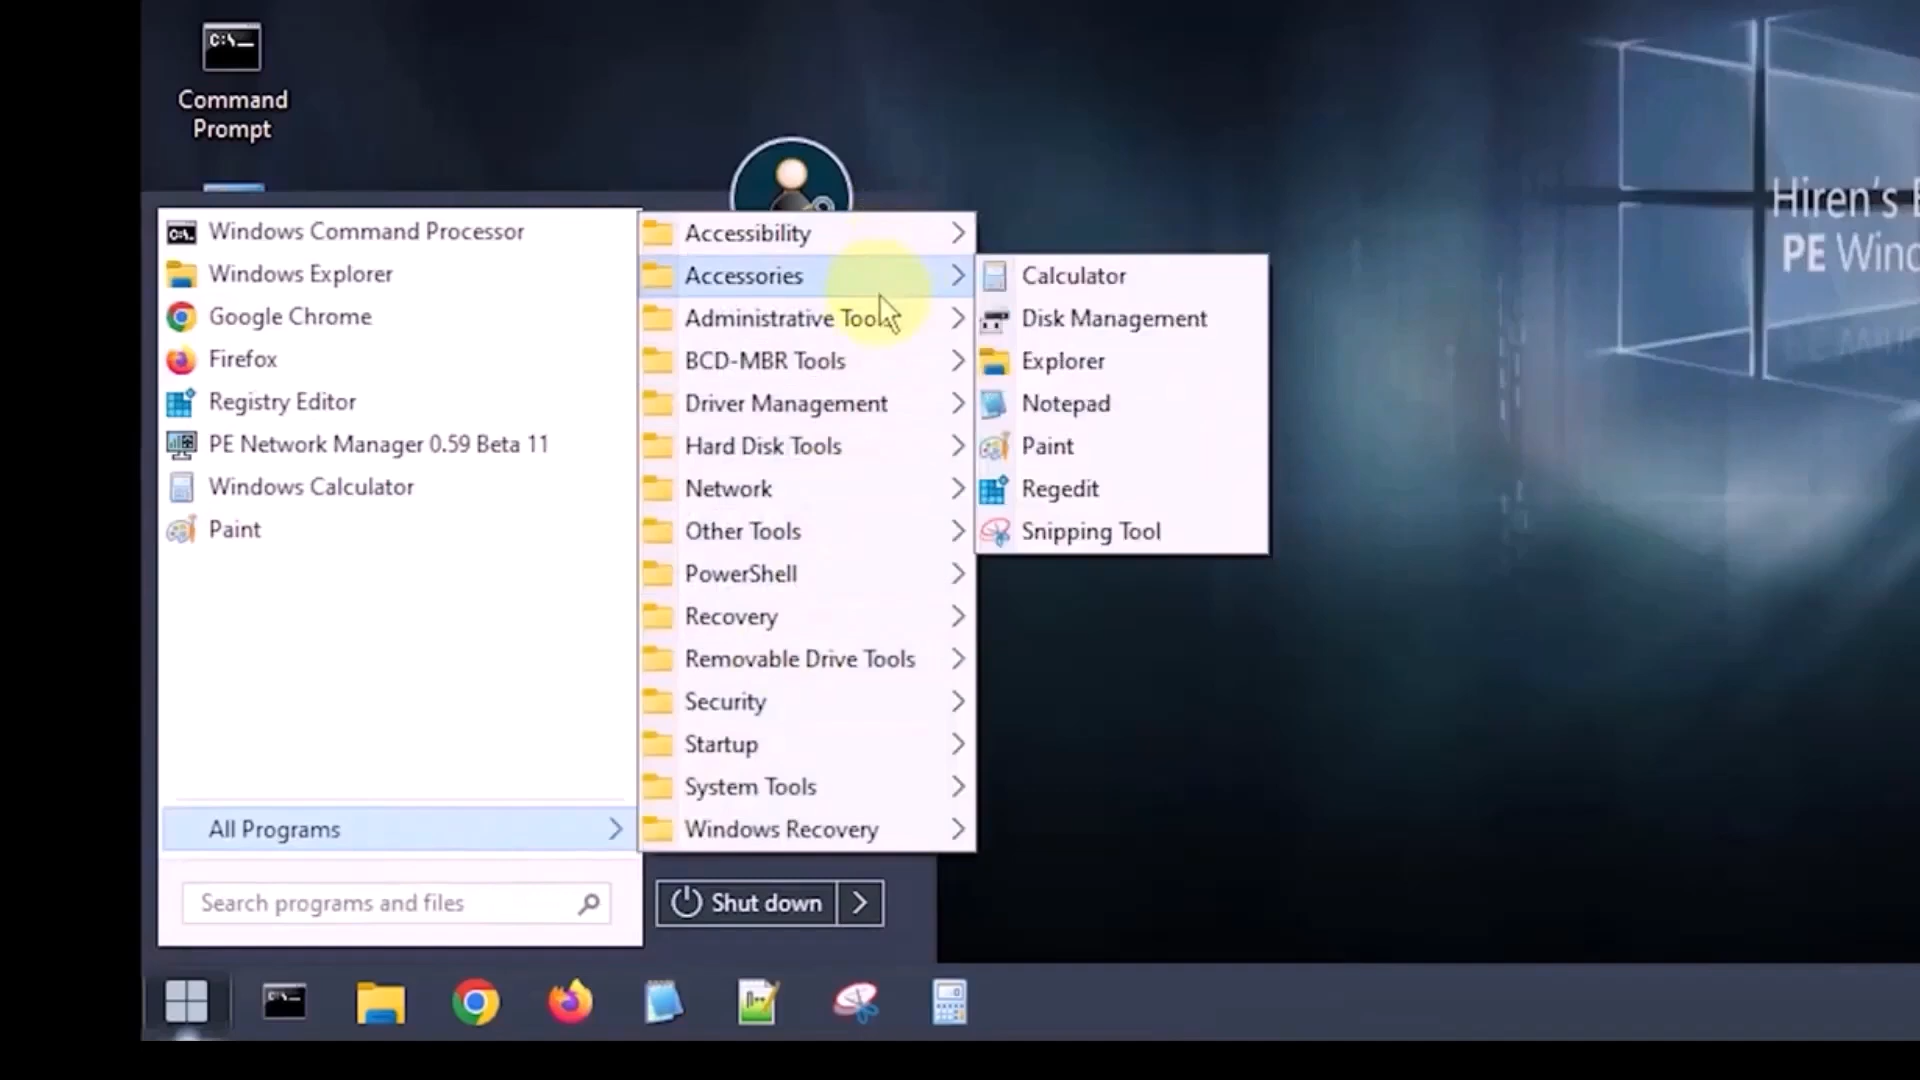 Command
Prompt
Hiren's
PE
Windows Command Processor
Windows Explorer
Google Chrome
Firefox
Registry Editor
PE Network Manager 0.59 Beta 11
Windows Calculator
Paint
All Programs
Search programs and files
Accessibility
Accessories
Administrative Tools
BCD-MBR Tools
Driver Management
Hard Disk Tools
Network
Other Tools
PowerShell
Recovery
Removable Drive Tools
Security
Startup
System Tools
Windows Recovery
Shut down
Calculator
Disk Management
Explorer
Notepad
Paint
Regedit
Snipping Tool